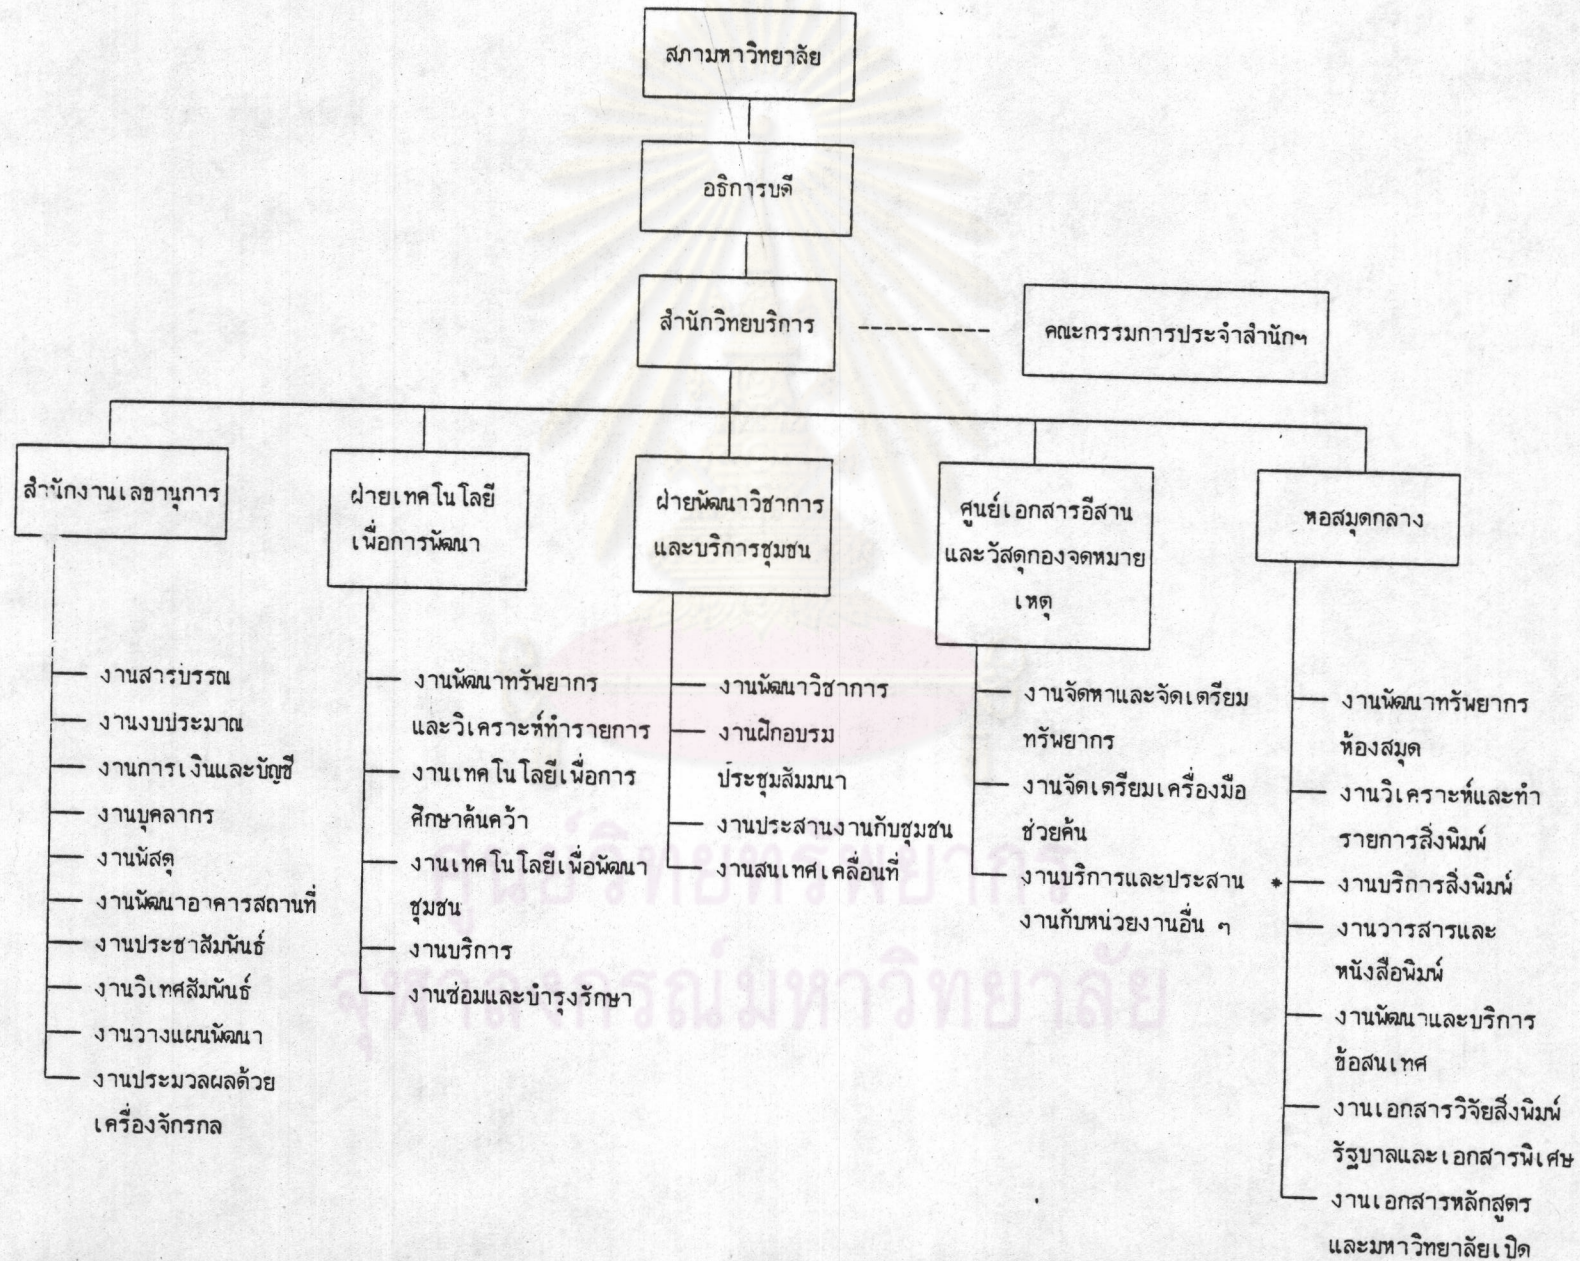 สภามหาวิทยาลัย
อธิการบดี
สำนักวิทยบริการ
----------
คณะกรรมการประจำสำนักฯ
สำนักงานเลขานุการ
งานสารบรรณ
งานงบประมาณ
งานการเงินและบัญชี
งานบุคลากร
งานพัสดุ
งานพัฒนาอาคารสถานที่
งานประชาสัมพันธ์
งานวิเทศสัมพันธ์
งานวางแผนพัฒนา
งานประมวลผลด้วย
เครื่องจักรกล
ฝ่ายเทคโนโลยี
เพื่อการพัฒนา
งานพัฒนาทรัพยากร
และวิเคราะห์ทำรายการ
งานเทคโนโลยีเพื่อการ
ศึกษาค้นคว้า
งานเทคโนโลยีเพื่อพัฒนา
ชุมชน
งานบริการ
งานซ่อมและบำรุงรักษา
ฝ่ายพัฒนาวิชาการ
และบริการชุมชน
งานพัฒนาวิชาการ
งานฝึกอบรม
ประชุมสัมมนา
งานประสานงานกับชุมชน
งานสนเทศเคลื่อนที่
ศูนย์เอกสารอีสาน
และวัสดุกองจดหมาย
เหตุ
งานจัดหาและจัดเตรียม
ทรัพยากร
งานจัดเตรียมเครื่องมือ
ช่วยค้น
งานบริการและประสาน
งานกับหน่วยงานอื่น ๆ
หอสมุดกลาง
งานพัฒนาทรัพยากร
ห้องสมุด
งานวิเคราะห์และทำ
รายการสิ่งพิมพ์
* งานบริการสิ่งพิมพ์
งานวารสารและ
หนังสือพิมพ์
งานพัฒนาและบริการ
ข้อสนเทศ
งานเอกสารวิจัยสิ่งพิมพ์
รัฐบาลและเอกสารพิเศษ
งานเอกสารหลักสูตร
และมหาวิทยาลัยเปิด
ศูนย์วิทยทรัพยากร
จุฬาลงกรณ์มหาวิทยาลัย